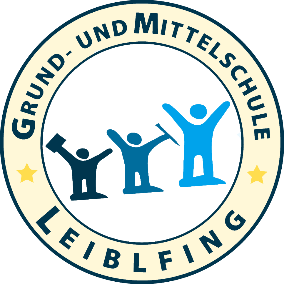 GRUND- UND MITTELSCHULE
LEIBLFING